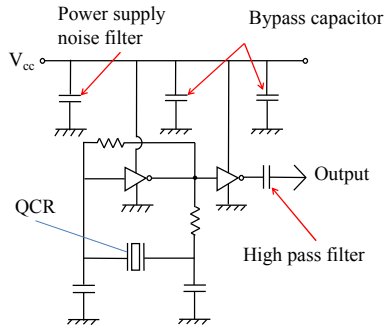 Power supply
noise filter
Bypass capacitor
Vcc
Output
QCR
High pass filter